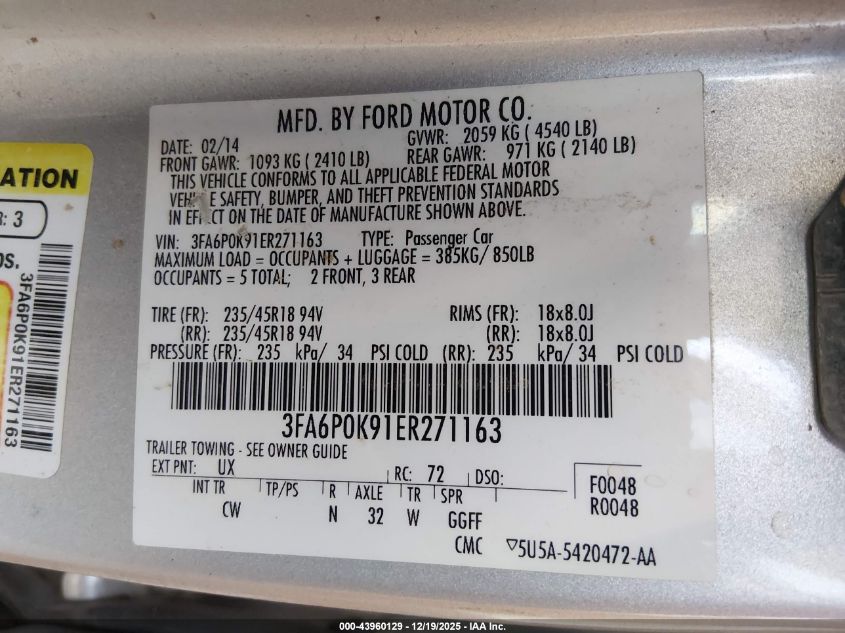 MFD. BY FORD MOTOR CO.
DATE: 02/14 GVWR: 2059 KG ( 4540 LB)
FRONT GAWR: 1093 KG ( 2410 LB) REAR GAWR: 971 KG ( 2140 LB)
THIS VEHICLE CONFORMS TO ALL APPLICABLE FEDERAL MOTOR
VEHICLE SAFETY, BUMPER, AND THEFT PREVENTION STANDARDS
IN EFFECT ON THE DATE OF MANUFACTURE SHOWN ABOVE.
VIN: 3FA6P0K91ER271163 TYPE: Passenger Car
MAXIMUM LOAD = OCCUPANTS + LUGGAGE = 385KG/ 850LB
OCCUPANTS = 5 TOTAL; 2 FRONT, 3 REAR
TIRE (FR): 235/45R18 94V RIMS (FR): 18x8.0J
(RR): 235/45R18 94V (RR): 18x8.0J
PRESSURE (FR): 235 kPa/ 34 PSI COLD (RR): 235 kPa/ 34 PSI COLD
3FA6P0K91ER271163
TRAILER TOWING - SEE OWNER GUIDE
EXT PNT: UX RC: 72 DSO:
INT TR TP/PS R AXLE TR SPR
CW N 32 W GGFF
F0048
R0048
CMC ▽5U5A-5420472-AA
ATION
R: 3
OS.
3FA6P0K91ER271163
000-43960129 - 12/19/2025 - IAA Inc.